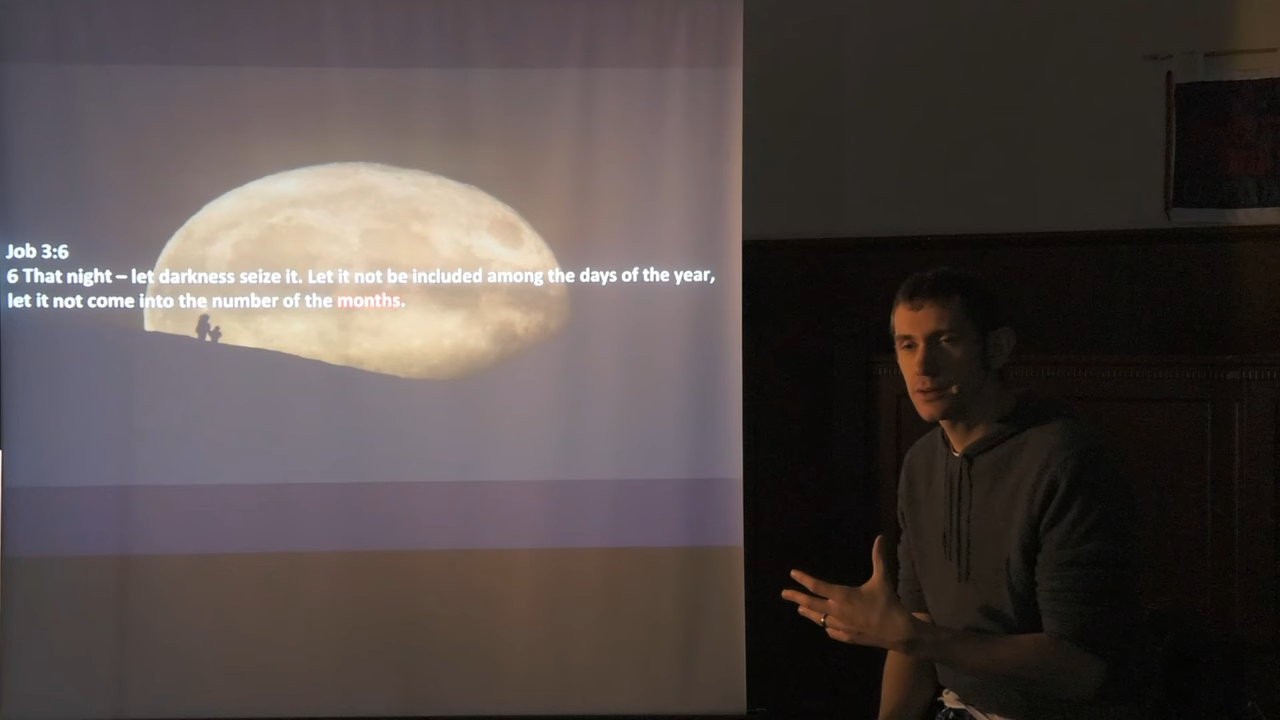 Job 3:6
6 That night – let darkness seize it. Let it not be included among the days of the year,
let it not come into the number of the months.